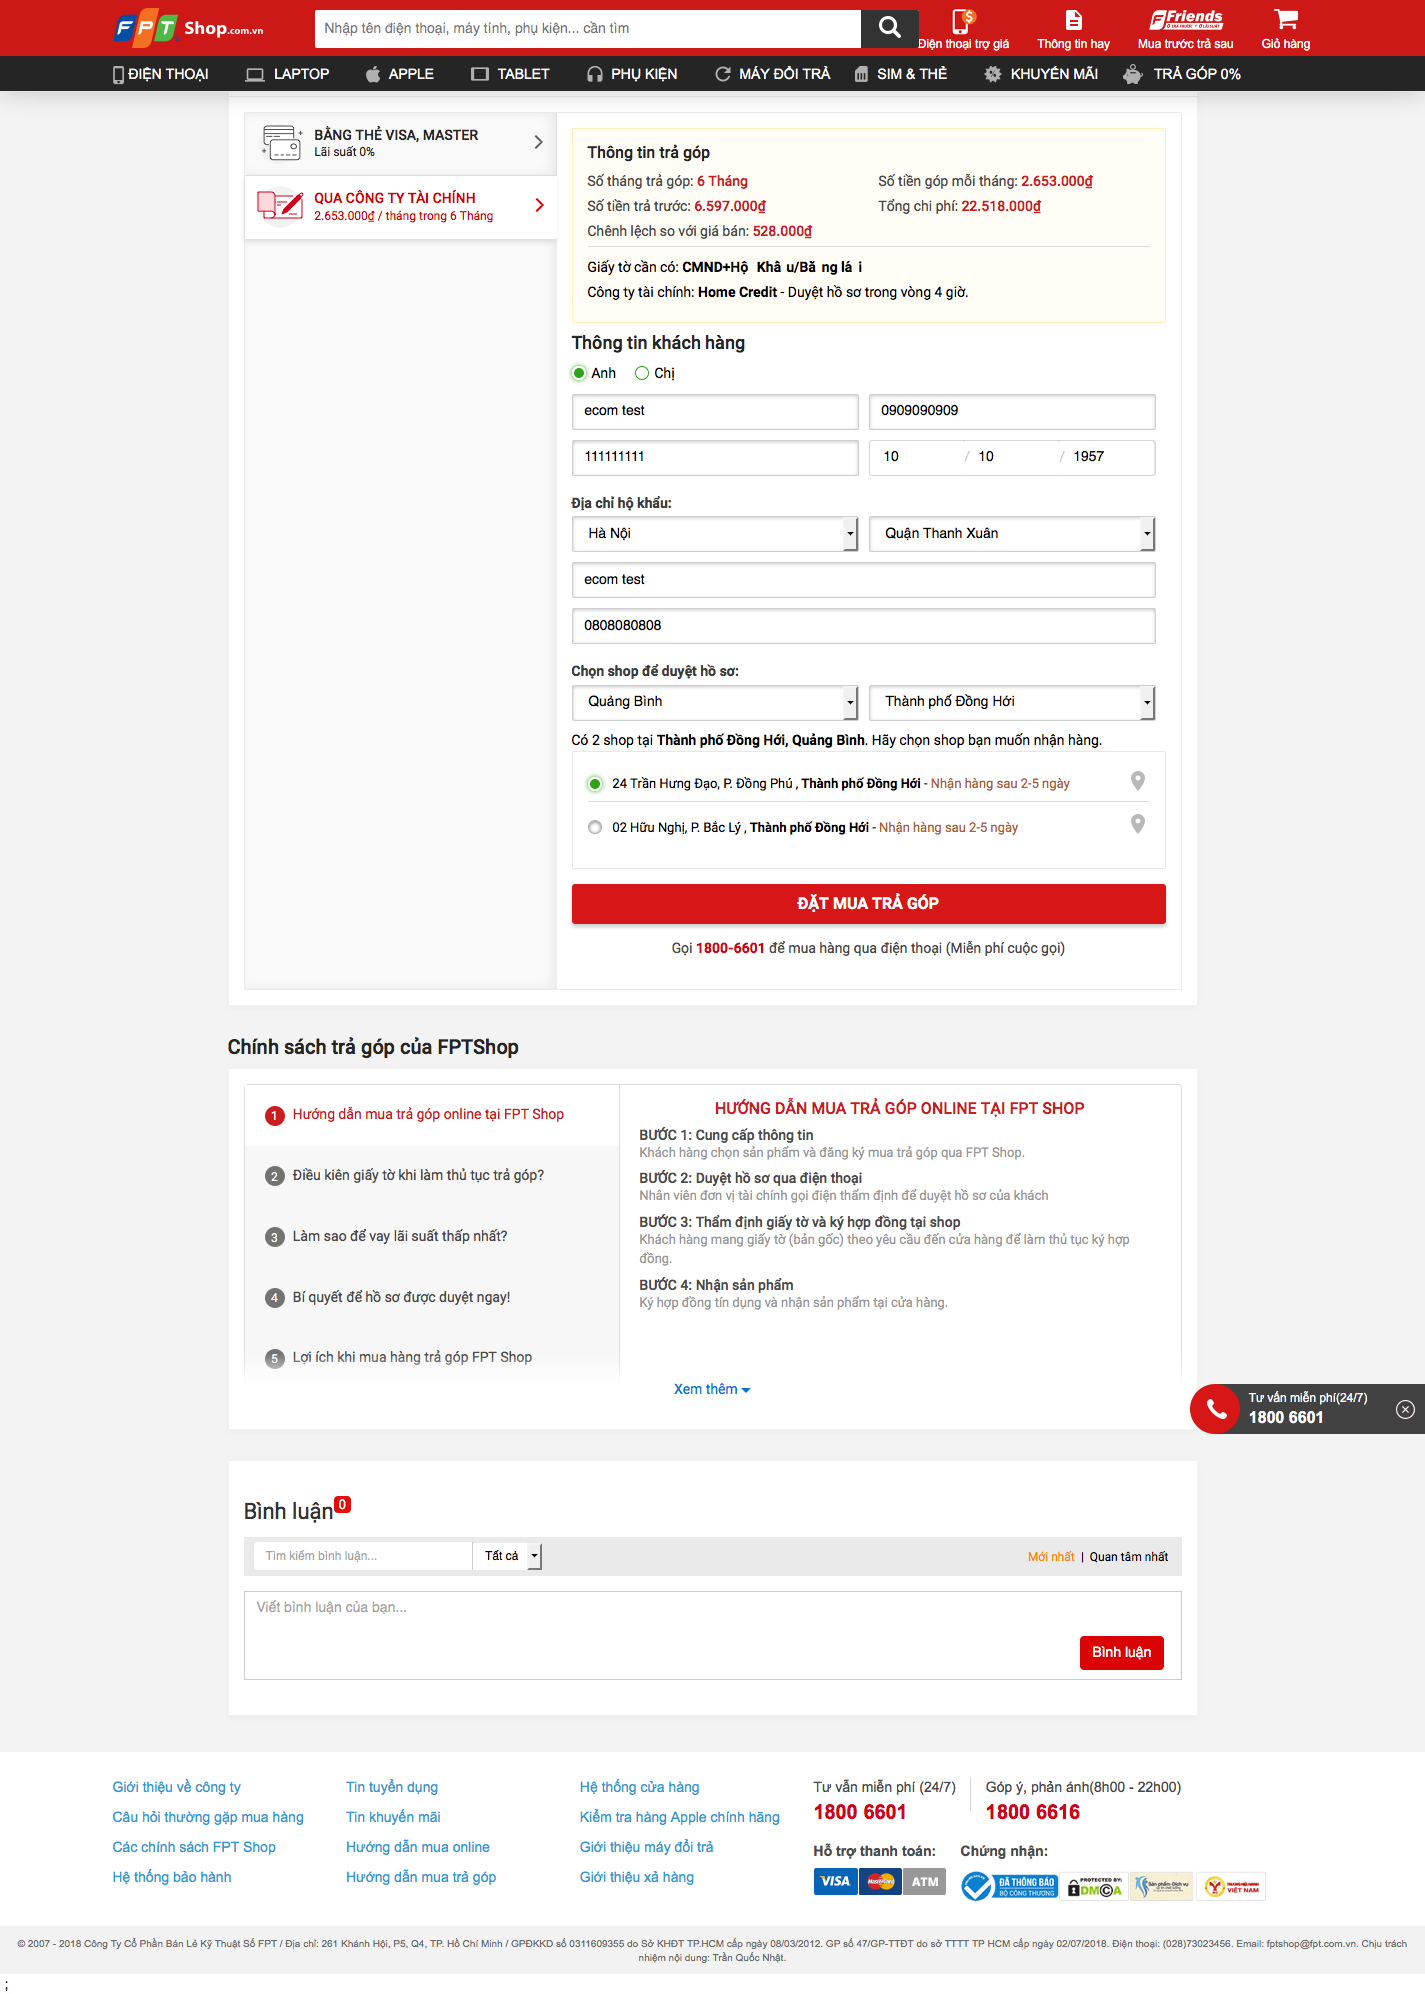 FPT Shop.com.vn
Nhập tên điện thoại, máy tính, phụ kiện... cần tìm
Điện thoại trợ giá
Thông tin hay
Friends
Mua trước trả sau
Giỏ hàng
ĐIỆN THOẠI
LAPTOP
APPLE
TABLET
PHỤ KIỆN
MÁY ĐỔI TRẢ
SIM & THẺ
KHUYẾN MÃI
TRẢ GÓP 0%
BẰNG THẺ VISA, MASTER
Lãi suất 0%
QUA CÔNG TY TÀI CHÍNH
2.653.000₫ / tháng trong 6 Tháng
Thông tin trả góp
Số tháng trả góp: 6 Tháng
Số tiền góp mỗi tháng: 2.653.000₫
Số tiền trả trước: 6.597.000₫
Tổng chi phí: 22.518.000₫
Chênh lệch so với giá bán: 528.000₫
Giấy tờ cần có: CMND+Hộ Khẩu/Bằng lái
Công ty tài chính: Home Credit - Duyệt hồ sơ trong vòng 4 giờ.
Thông tin khách hàng
Anh
Chị
ecom test
0909090909
111111111
10 / 10 / 1957
Địa chỉ hộ khẩu:
Hà Nội
Quận Thanh Xuân
ecom test
0808080808
Chọn shop để duyệt hồ sơ:
Quảng Bình
Thành phố Đồng Hới
Có 2 shop tại Thành phố Đồng Hới, Quảng Bình. Hãy chọn shop bạn muốn nhận hàng.
24 Trần Hưng Đạo, P. Đồng Phú , Thành phố Đồng Hới - Nhận hàng sau 2-5 ngày
02 Hữu Nghị, P. Bắc Lý , Thành phố Đồng Hới - Nhận hàng sau 2-5 ngày
ĐẶT MUA TRẢ GÓP
Gọi 1800-6601 để mua hàng qua điện thoại (Miễn phí cuộc gọi)
Chính sách trả góp của FPTShop
1 Hướng dẫn mua trả góp online tại FPT Shop
2 Điều kiên giấy tờ khi làm thủ tục trả góp?
3 Làm sao để vay lãi suất thấp nhất?
4 Bí quyết để hồ sơ được duyệt ngay!
5 Lợi ích khi mua hàng trả góp FPT Shop
HƯỚNG DẪN MUA TRẢ GÓP ONLINE TẠI FPT SHOP
BƯỚC 1: Cung cấp thông tin
Khách hàng chọn sản phẩm và đăng ký mua trả góp qua FPT Shop.
BƯỚC 2: Duyệt hồ sơ qua điện thoại
Nhân viên đơn vị tài chính gọi điện thẩm định để duyệt hồ sơ của khách
BƯỚC 3: Thẩm định giấy tờ và ký hợp đồng tại shop
Khách hàng mang giấy tờ (bản gốc) theo yêu cầu đến cửa hàng để làm thủ tục ký hợp
đồng.
BƯỚC 4: Nhận sản phẩm
Ký hợp đồng tín dụng và nhận sản phẩm tại cửa hàng.
Xem thêm
Tư vấn miễn phí(24/7)
1800 6601
Bình luận 0
Tìm kiếm bình luận...
Tất cả
Mới nhất | Quan tâm nhất
Viết bình luận của bạn...
Bình luận
Giới thiệu về công ty
Câu hỏi thường gặp mua hàng
Các chính sách FPT Shop
Hệ thống bảo hành
Tin tuyển dụng
Tin khuyến mãi
Hướng dẫn mua online
Hướng dẫn mua trả góp
Hệ thống cửa hàng
Kiểm tra hàng Apple chính hãng
Giới thiệu máy đổi trả
Giới thiệu xả hàng
Tư vấn miễn phí (24/7)
1800 6601
Góp ý, phản ánh(8h00 - 22h00)
1800 6616
Hỗ trợ thanh toán:
VISA
MasterCard
ATM
Chứng nhận:
ĐÃ THÔNG BÁO
BỘ CÔNG THƯƠNG
PROTECTED BY:
DMCA
Sản phẩm-Dịch vụ
THƯƠNG HIỆU MẠNH
VIỆT NAM
© 2007 - 2018 Công Ty Cổ Phần Bán Lẻ Kỹ Thuật Số FPT / Địa chỉ: 261 Khánh Hội, P5, Q4, TP. Hồ Chí Minh / GPĐKKD số 0311609355 do Sở KHĐT TP.HCM cấp ngày 08/03/2012. GP số 47/GP-TTĐT do sở TTTT TP HCM cấp ngày 02/07/2018. Điện thoại: (028)73023456. Email: fptshop@fpt.com.vn. Chịu trách
nhiệm nội dung: Trần Quốc Nhật.
;